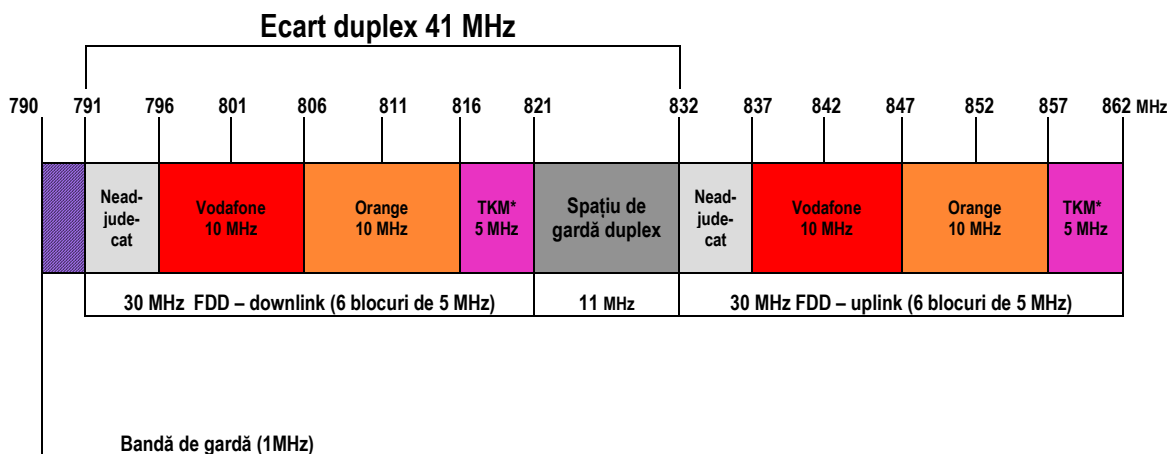 Ecart duplex 41 MHz
790 791 796 801 806 811 816 821 832 837 842 847 852 857 862 MHz
Nead-
jude-
cat
Vodafone
10 MHz
Orange
10 MHz
TKM*
5 MHz
Spațiu de
gardă duplex
Nead-
jude-
cat
Vodafone
10 MHz
Orange
10 MHz
TKM*
5 MHz
30 MHz FDD – downlink (6 blocuri de 5 MHz)
11 MHz
30 MHz FDD – uplink (6 blocuri de 5 MHz)
Bandă de gardă (1MHz)